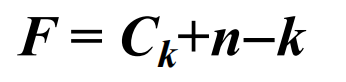 F = Cₖ+n−k